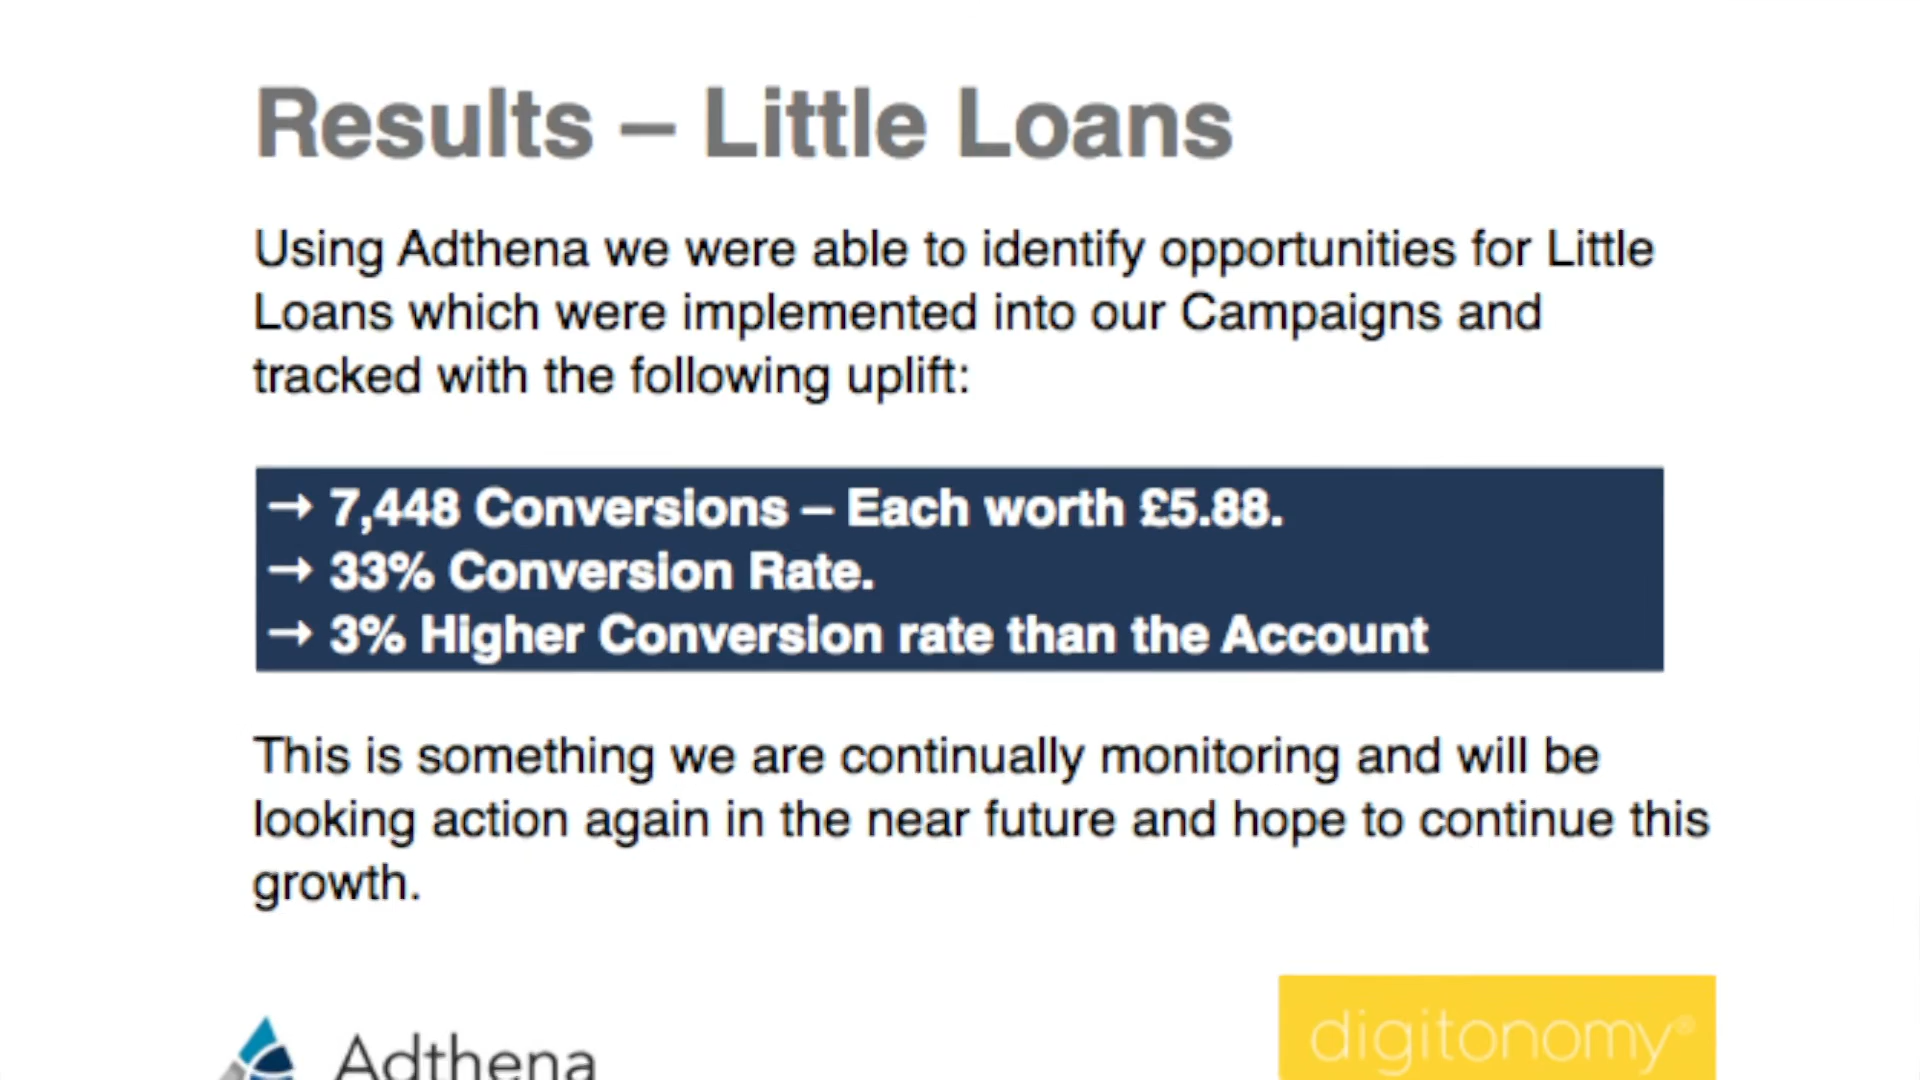 Results – Little Loans
Using Adthena we were able to identify opportunities for Little
Loans which were implemented into our Campaigns and
tracked with the following uplift:
→ 7,448 Conversions – Each worth £5.88.
→ 33% Conversion Rate.
→ 3% Higher Conversion rate than the Account
This is something we are continually monitoring and will be
looking action again in the near future and hope to continue this
growth.
Adthena
digitonomy®